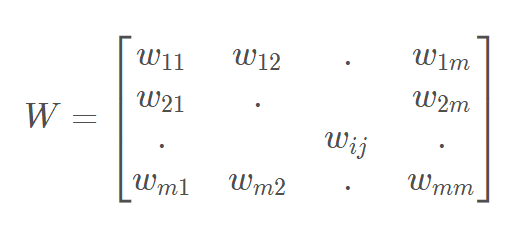 w₁₁ w₁₂ . w₁ₘ
w₂₁ . w₂ₘ
W =
. wᵢⱼ .
wₘ₁ wₘ₂ . wₘₘ